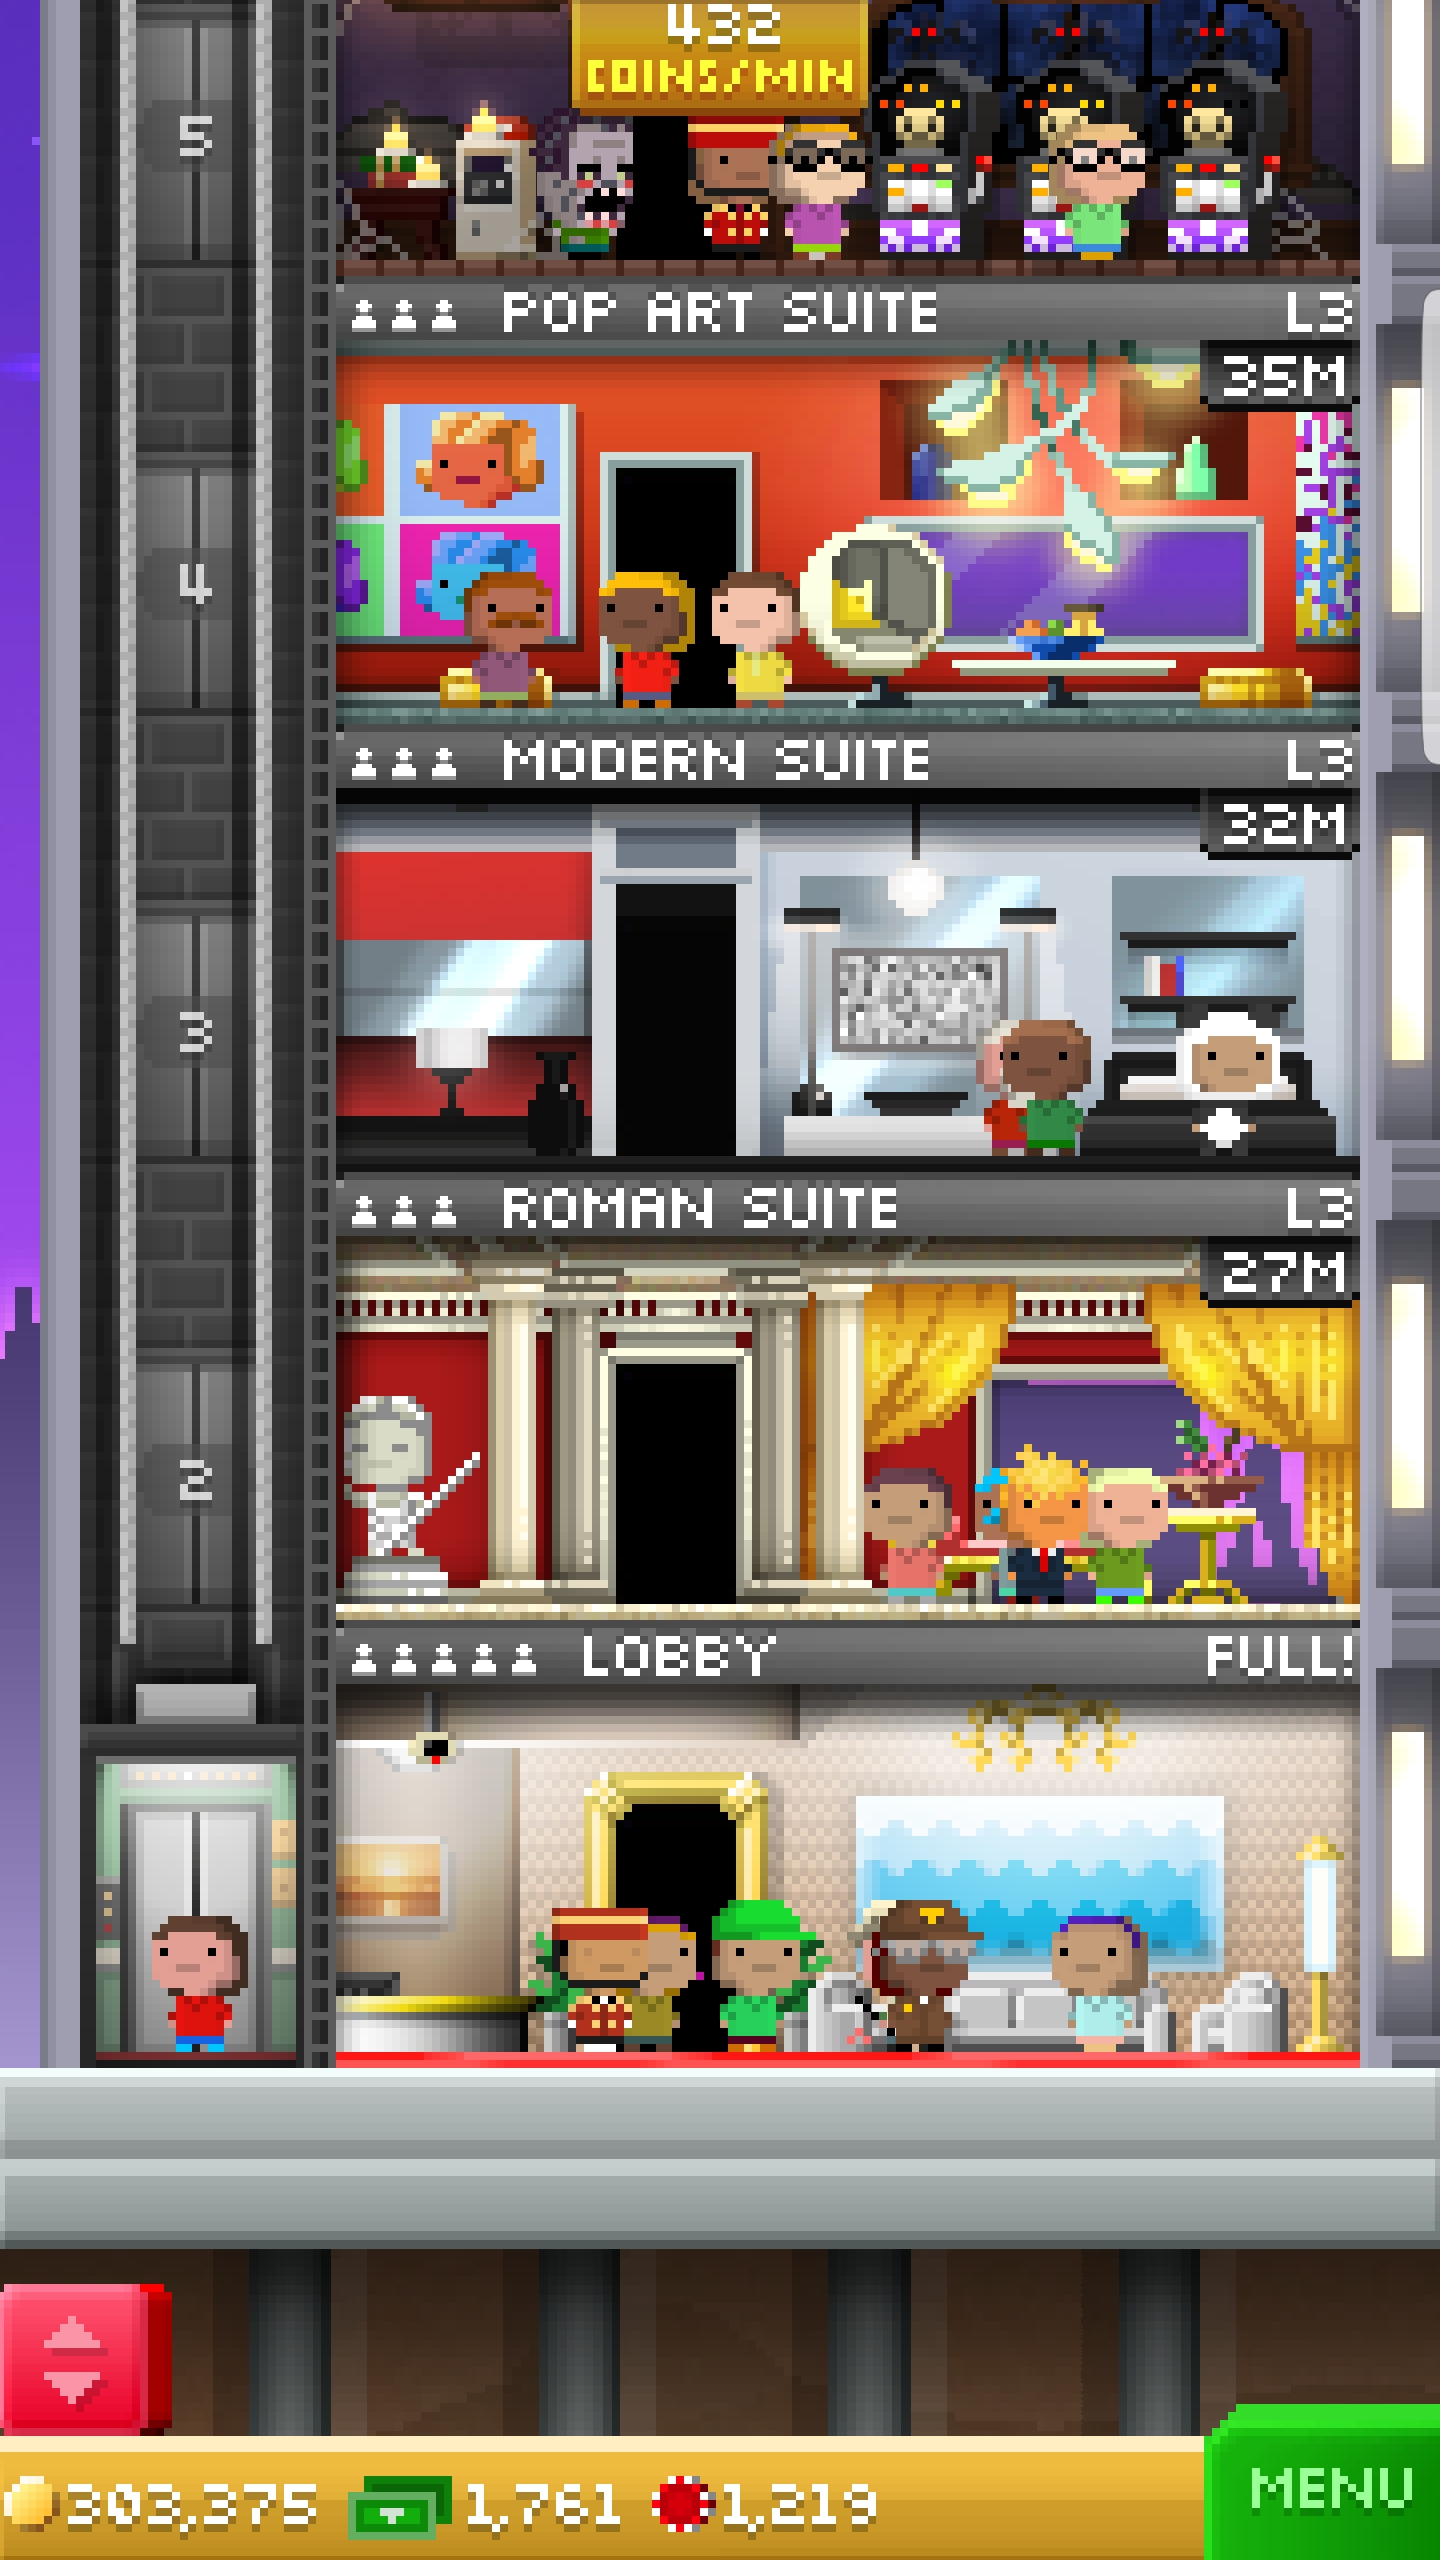 432
COINS/MIN
5
POP ART SUITE L3
35M
4
MODERN SUITE L3
32M
3
ROMAN SUITE L3
27M
2
LOBBY FULL!
303,375 1,761 1,219
MENU